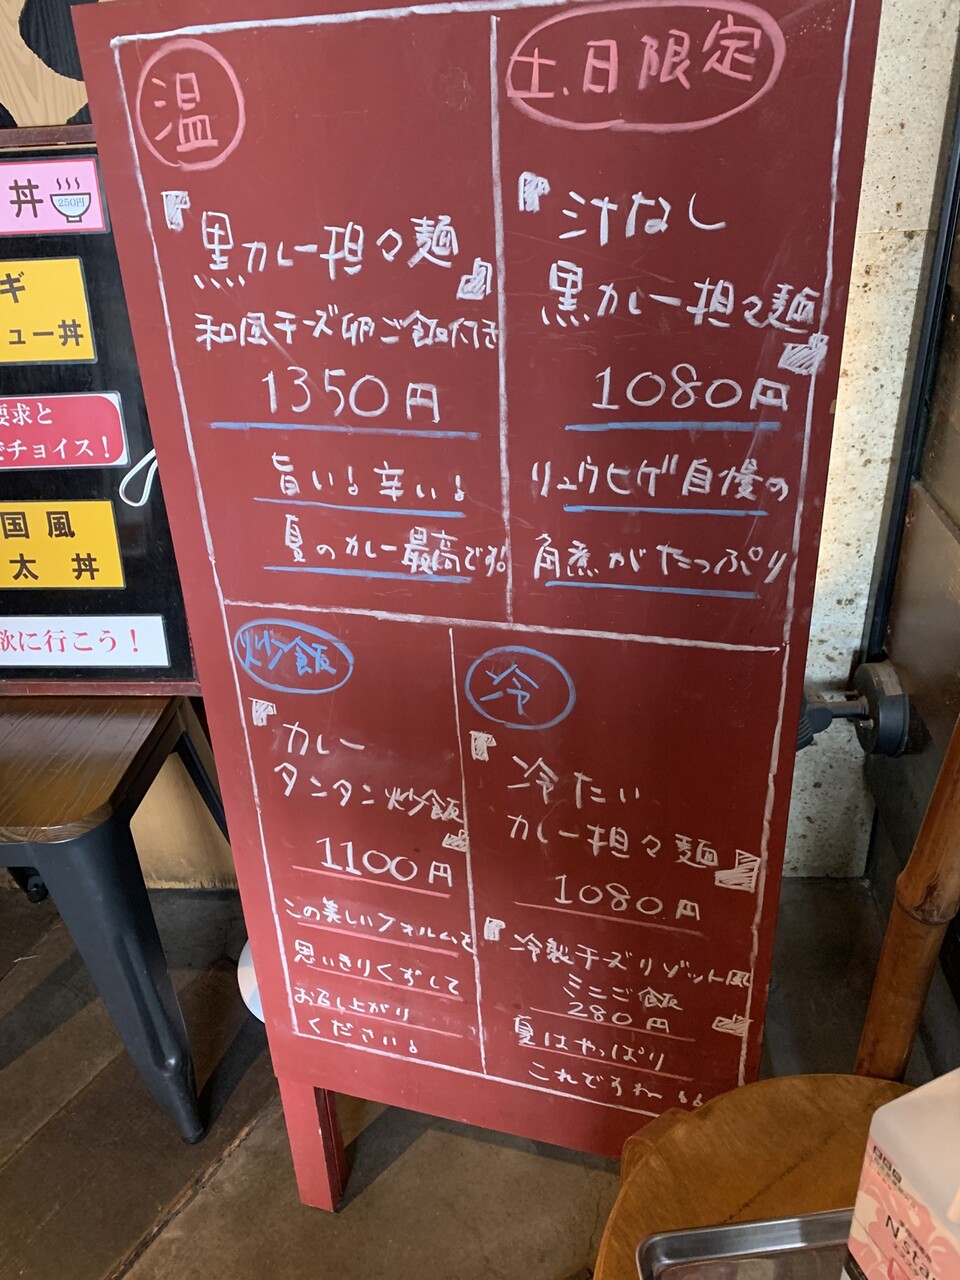 温
『黒カレー担々麺』
和風チーズ卵ご飯付き
1350円
旨い！辛い！
夏のカレー最高です！
土、日限定
『汁なし
黒カレー担々麺』
1080円
リュウヒゲ自慢の
角煮がたっぷり
炒飯
『カレー
タンタン炒飯』
1100円
この美しいフォルムを
思いきりくずして
お召し上がり
ください！
冷
『冷たい
カレー担々麺』
1080円
『冷製チーズリゾット風
ミニご飯
280円』
夏はやっぱり
これですね！！
丼
250円
ギ
ュー丼
要求と
でチョイス！
国風
太丼
欲に行こう！
N'sta